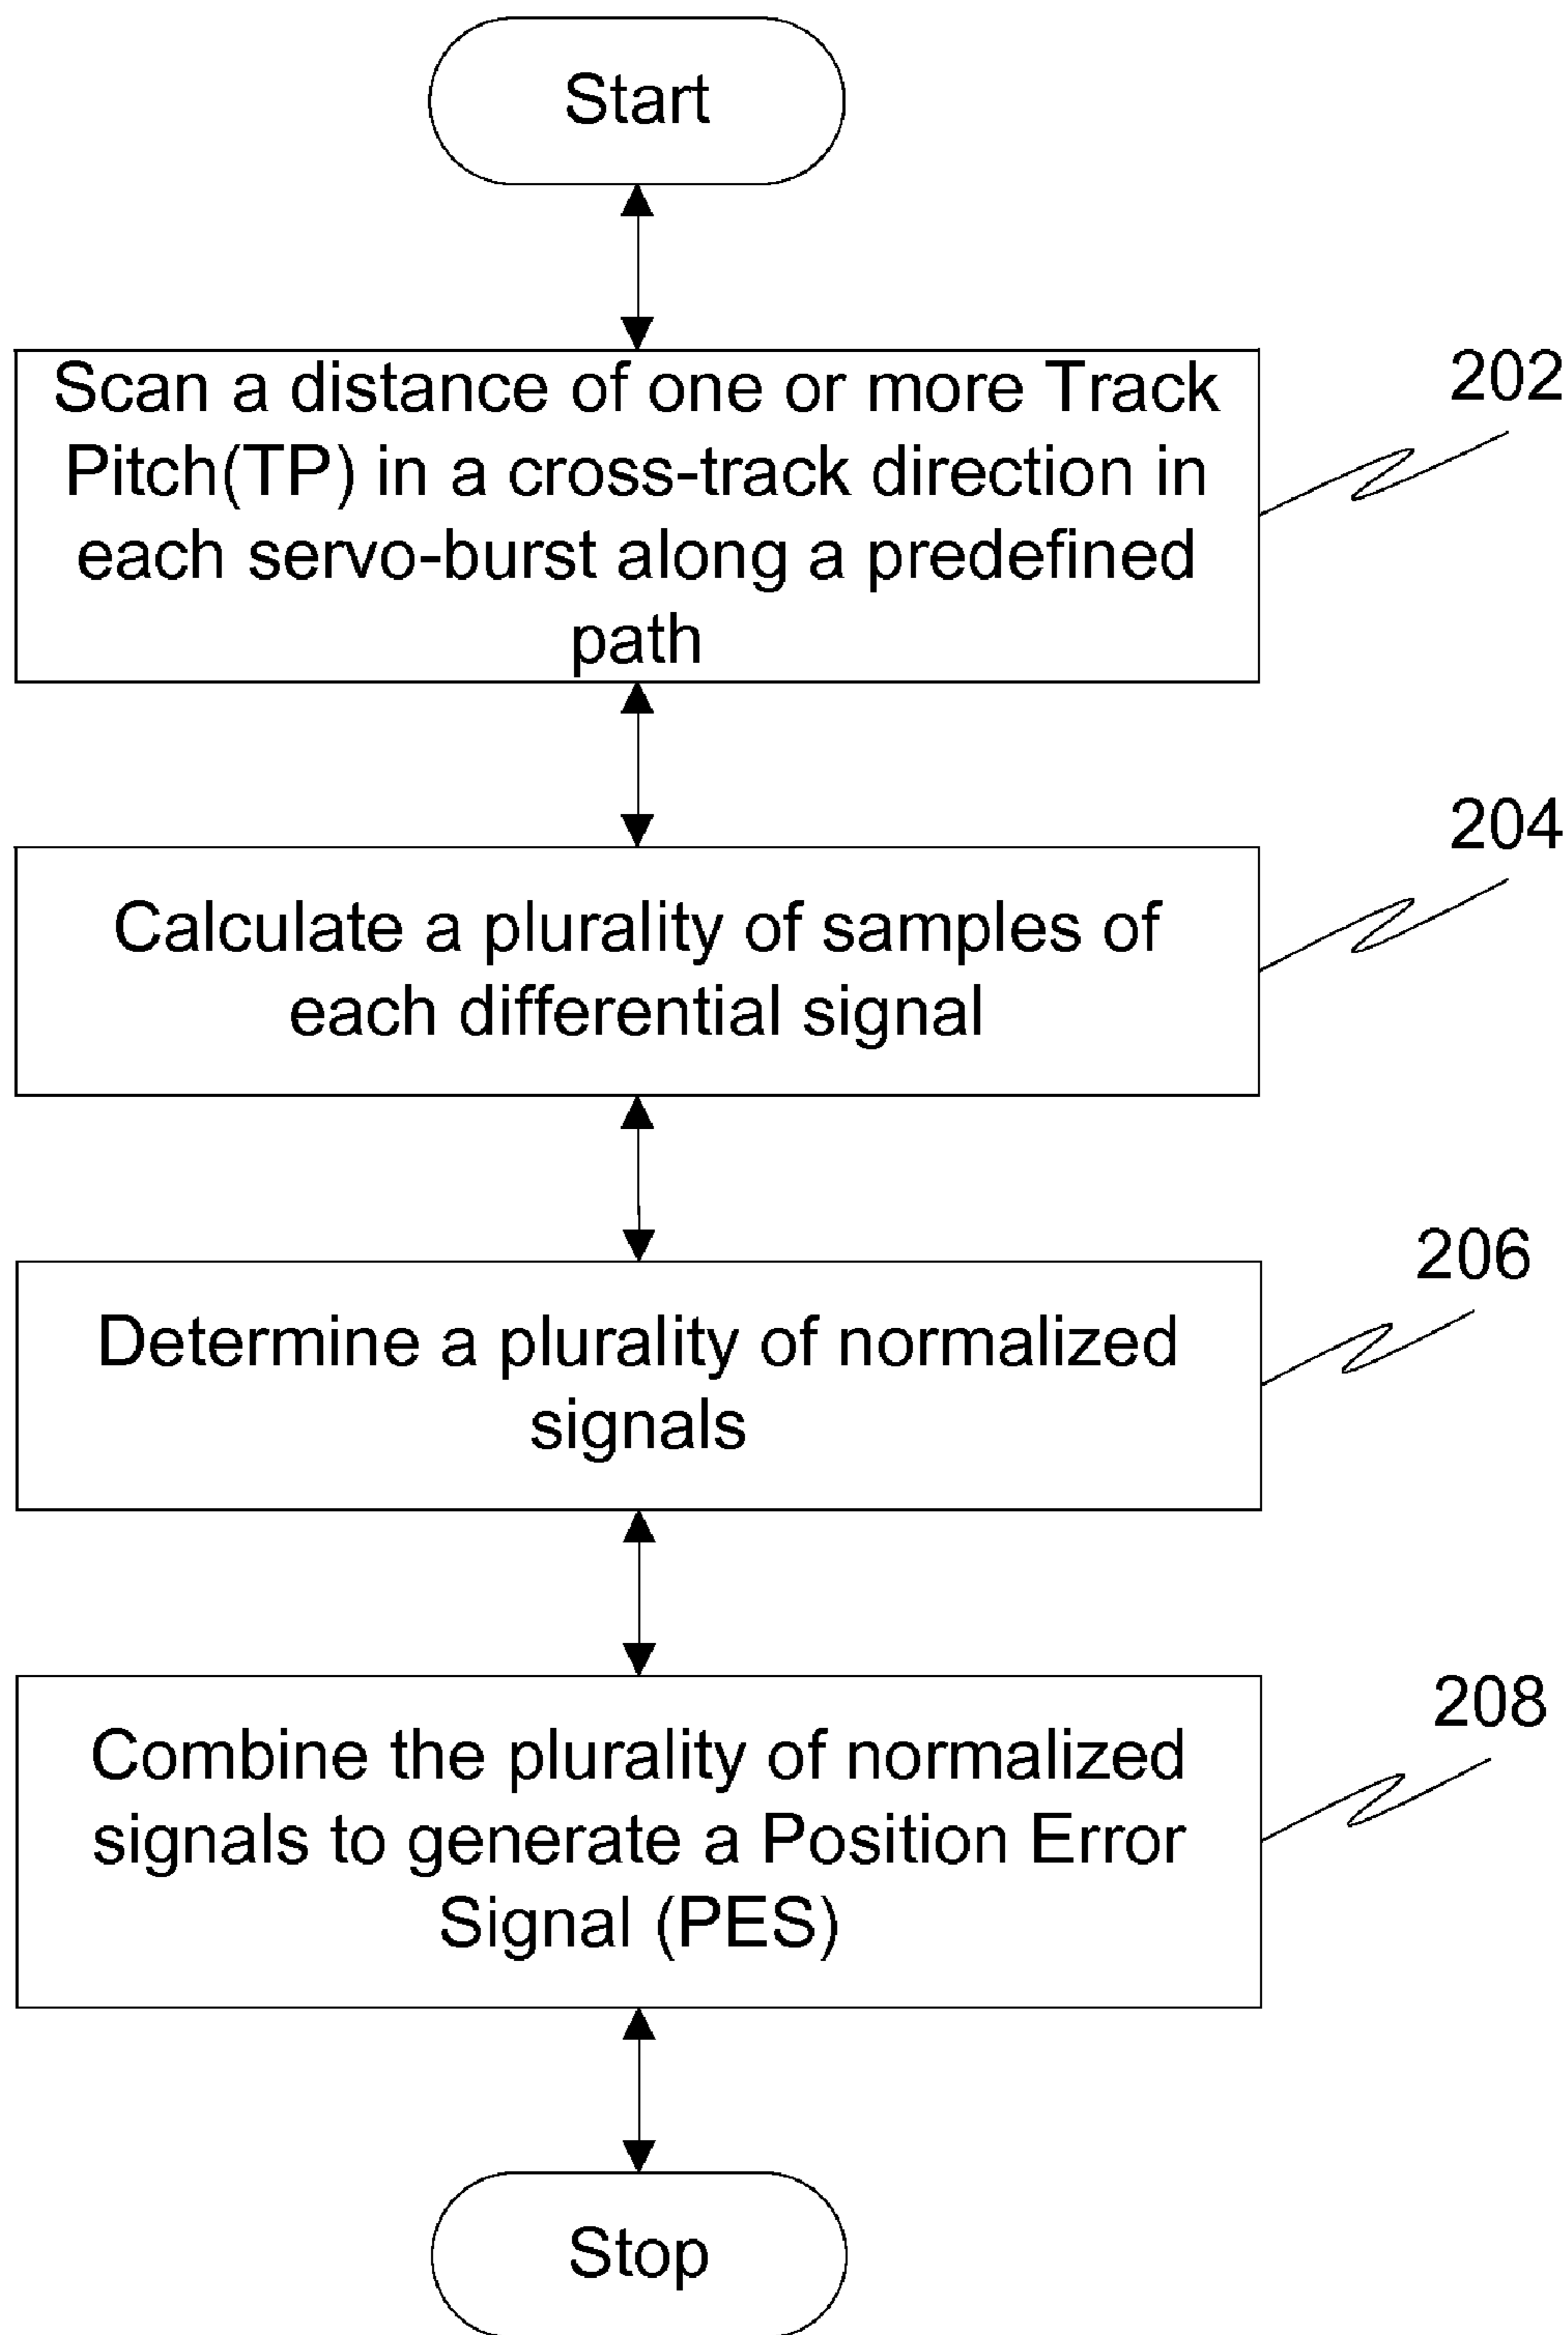 Start
Scan a distance of one or more Track
Pitch(TP) in a cross-track direction in
each servo-burst along a predefined
path
202
Calculate a plurality of samples of
each differential signal
204
Determine a plurality of normalized
signals
206
Combine the plurality of normalized
signals to generate a Position Error
Signal (PES)
208
Stop